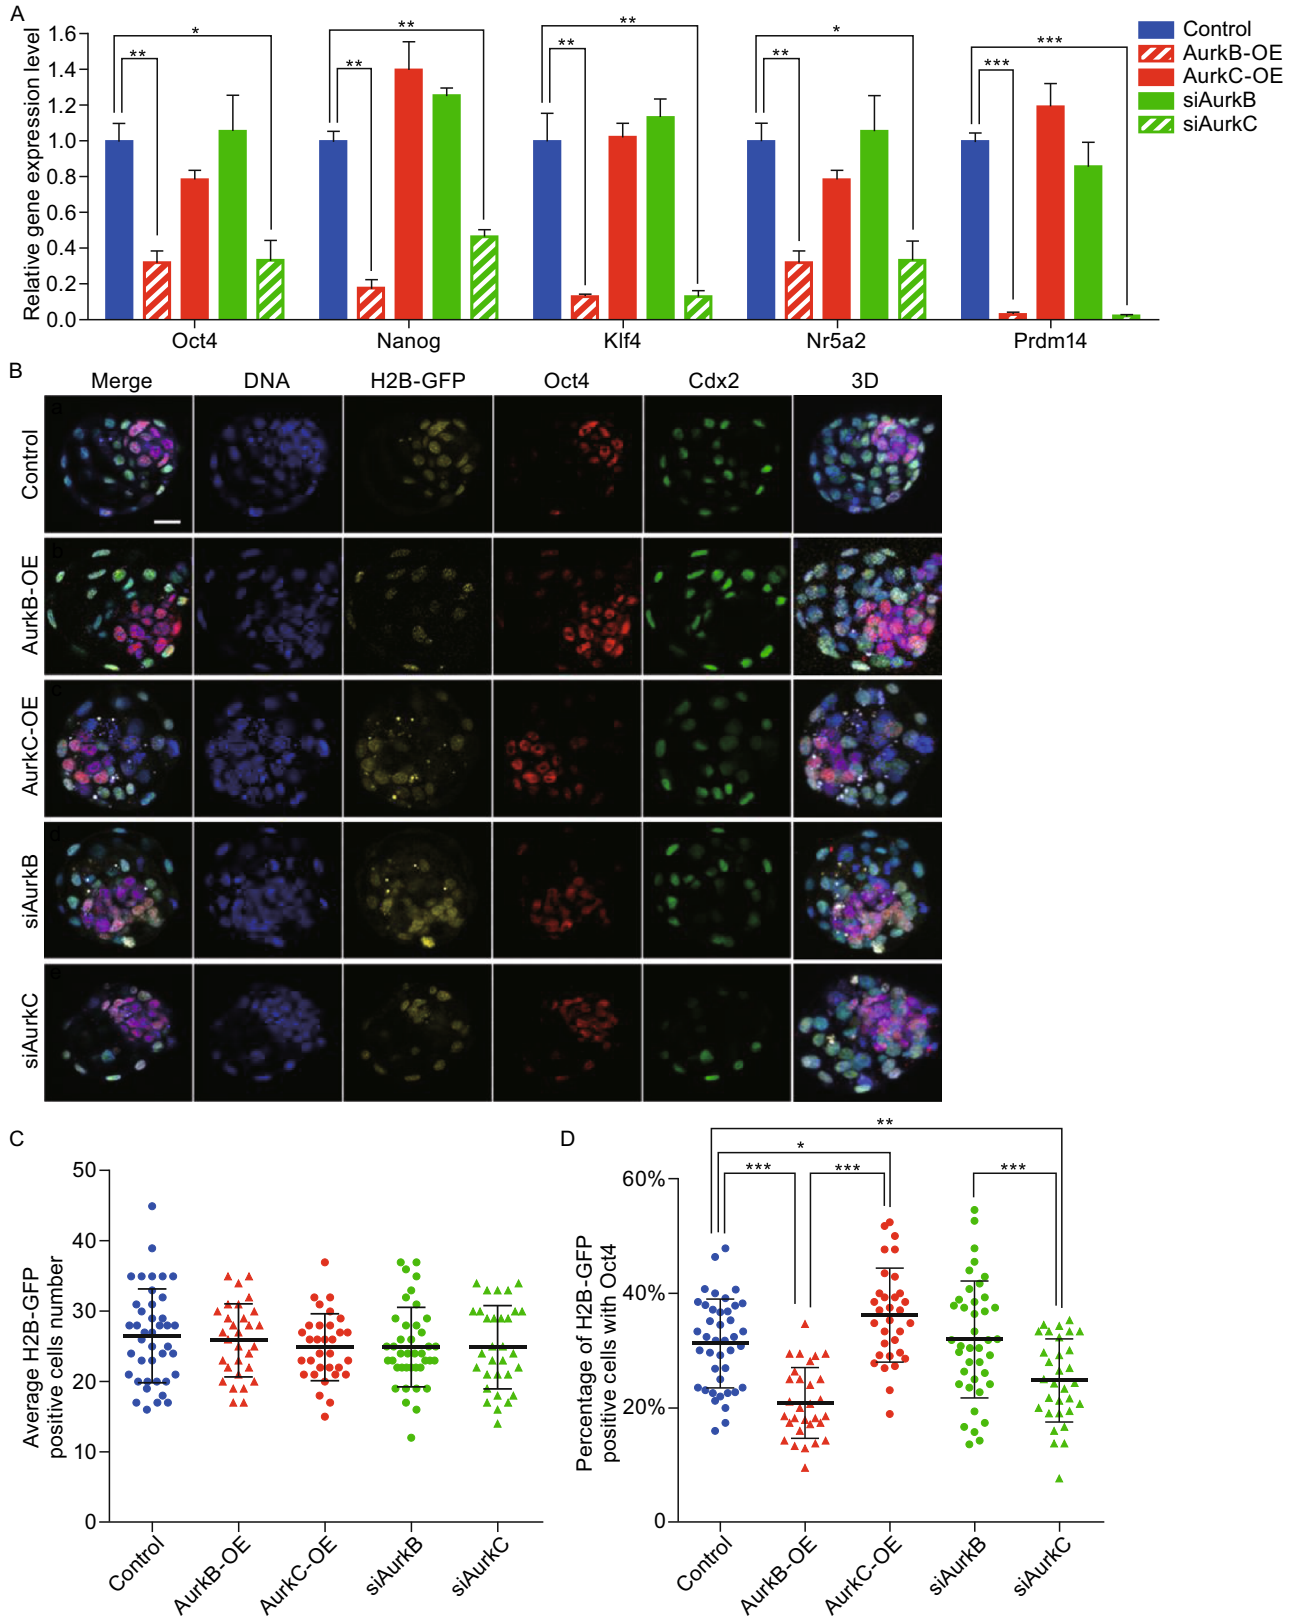 A
Relative gene expression level
1.6
1.4
1.2
1.0
0.8
0.6
0.4
0.2
0.0
** *
** **
** **
** *
*** ***
Oct4 Nanog Klf4 Nr5a2 Prdm14
Control
AurkB-OE
AurkC-OE
siAurkB
siAurkC
B
Merge DNA H2B-GFP Oct4 Cdx2 3D
Control
a
AurkB-OE
b
AurkC-OE
c
siAurkB
d
siAurkC
e
C
Average H2B-GFP
positive cells number
50
40
30
20
10
0
Control AurkB-OE AurkC-OE siAurkB siAurkC
D
Percentage of H2B-GFP
positive cells with Oct4
60%
40%
20%
0
**
*
*** *** ***
Control AurkB-OE AurkC-OE siAurkB siAurkC